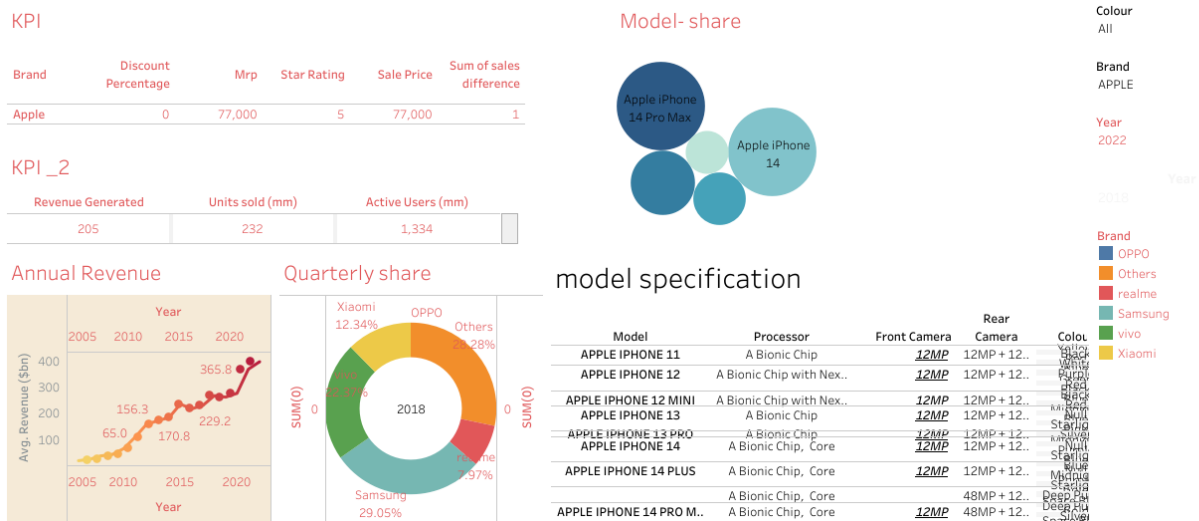 KPI
Brand Discount Percentage Mrp Star Rating Sale Price Sum of sales difference
Apple 0 77,000 5 77,000 1
KPI _2
Revenue Generated Units sold (mm) Active Users (mm)
205 232 1,334
Model- share
Apple iPhone
14 Pro Max
Apple iPhone
14
Colour
All
Brand
APPLE
Year
2022
Year
2018
Brand
OPPO
Others
realme
Samsung
vivo
Xiaomi
Annual Revenue
Year
2005 2010 2015 2020
Avg. Revenue ($bn)
400
300
200
100
365.8
156.3
229.2
65.0
170.8
2005 2010 2015 2020
Year
Quarterly share
Xiaomi
12.34%
OPPO
Others
SUM(0)
0
2018
0
SUM(0)
realme
7.97%
Samsung
29.05%
model specification
Model Processor Front Camera Rear Camera
APPLE IPHONE 11 A Bionic Chip 12MP 12MP + 12..
APPLE IPHONE 12 A Bionic Chip with Nex.. 12MP 12MP + 12..
APPLE IPHONE 12 MINI A Bionic Chip with Nex.. 12MP 12MP + 12..
APPLE IPHONE 13 A Bionic Chip 12MP 12MP + 12..
APPLE IPHONE 13 PRO A Bionic Chip 12MP 12MP + 12..
APPLE IPHONE 14 A Bionic Chip, Core 12MP 12MP + 12..
APPLE IPHONE 14 PLUS A Bionic Chip, Core 12MP 12MP + 12..
A Bionic Chip, Core 48MP + 12.. Deep Pu
APPLE IPHONE 14 PRO M.. A Bionic Chip, Core 12MP 48MP + 12..